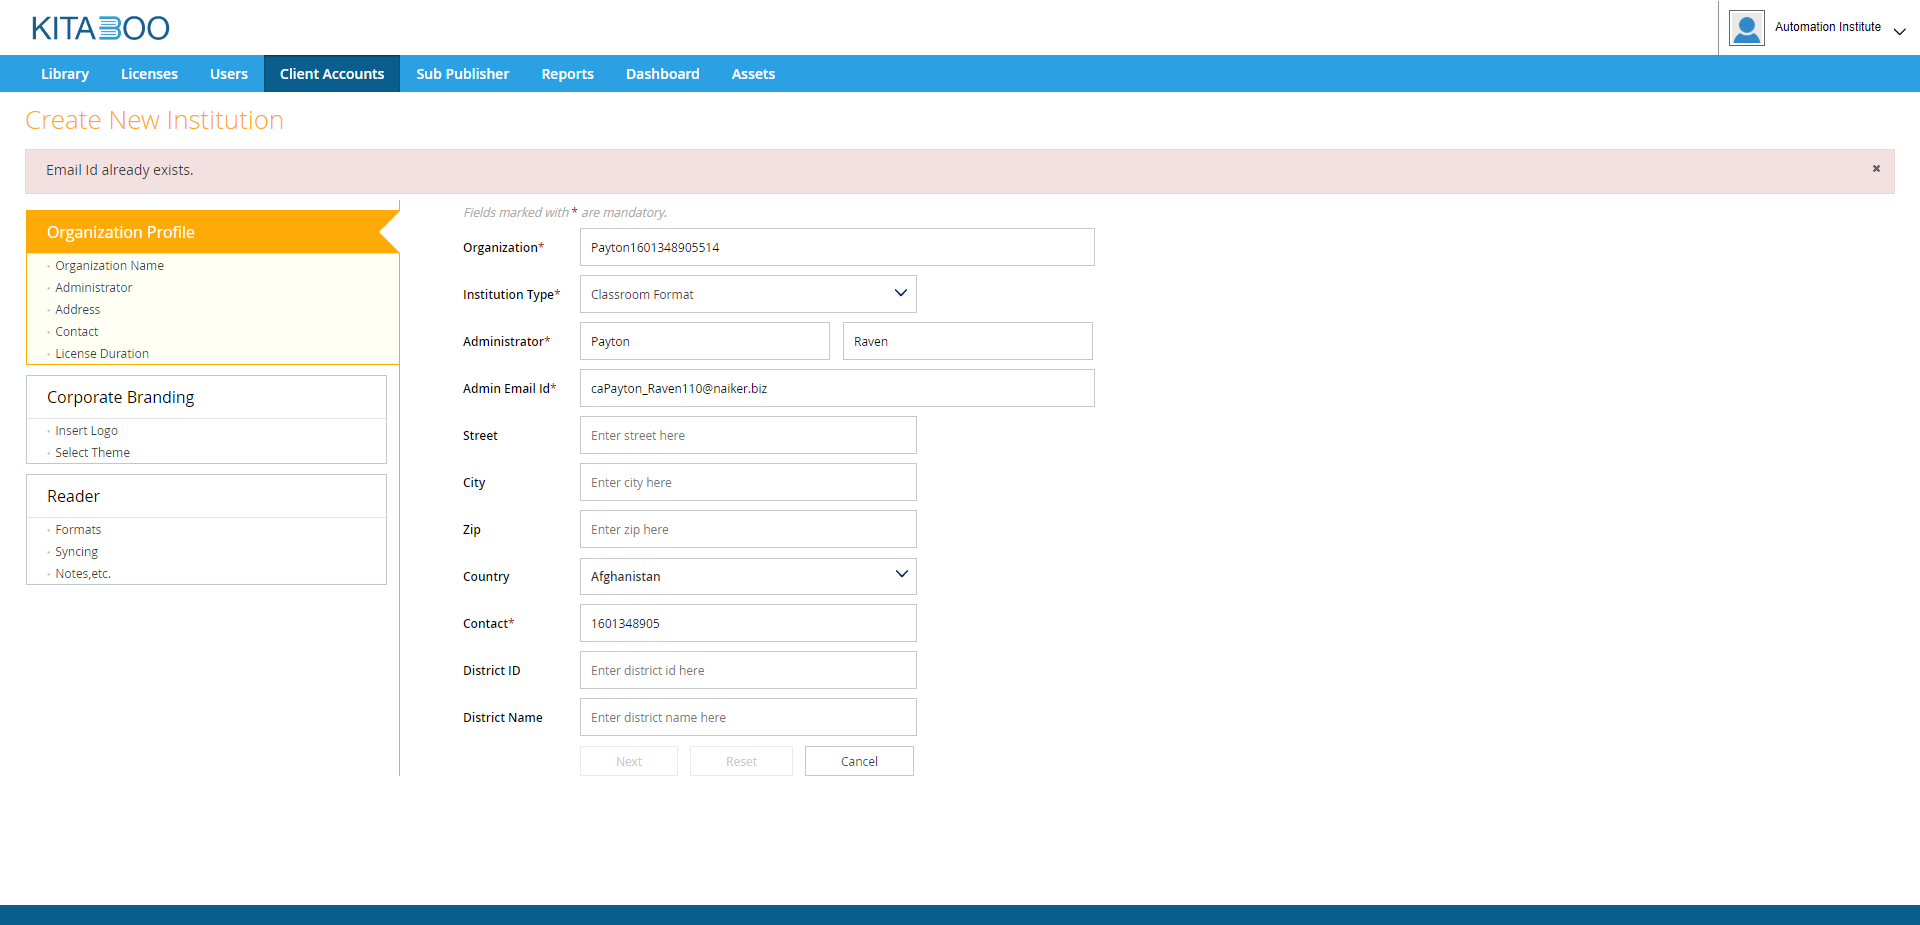 KITABOO
Automation Institute
Library Licenses Users Client Accounts Sub Publisher Reports Dashboard Assets
Create New Institution
Email Id already exists.
Organization Profile
Organization Name
Administrator
Address
Contact
License Duration
Corporate Branding
Insert Logo
Select Theme
Reader
Formats
Syncing
Notes,etc.
Fields marked with * are mandatory.
Organization* Payton1601348905514
Institution Type* Classroom Format
Administrator* Payton Raven
Admin Email Id* caPayton_Raven110@naiker.biz
Street Enter street here
City Enter city here
Zip Enter zip here
Country Afghanistan
Contact* 1601348905
District ID Enter district id here
District Name Enter district name here
Next Reset Cancel